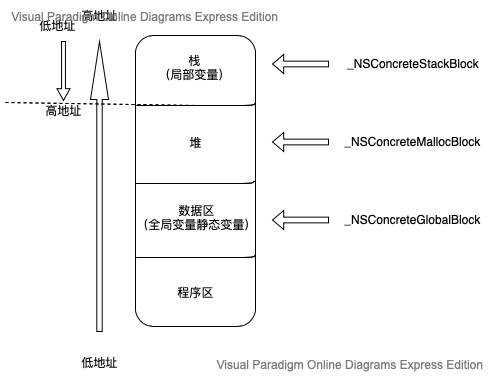 Visual Paradigm Online Diagrams Express Edition
高地址
低地址
栈
(局部变量)
_NSConcreteStackBlock
高地址
堆
_NSConcreteMallocBlock
数据区
(全局变量静态变量)
_NSConcreteGlobalBlock
程序区
低地址
Visual Paradigm Online Diagrams Express Edition